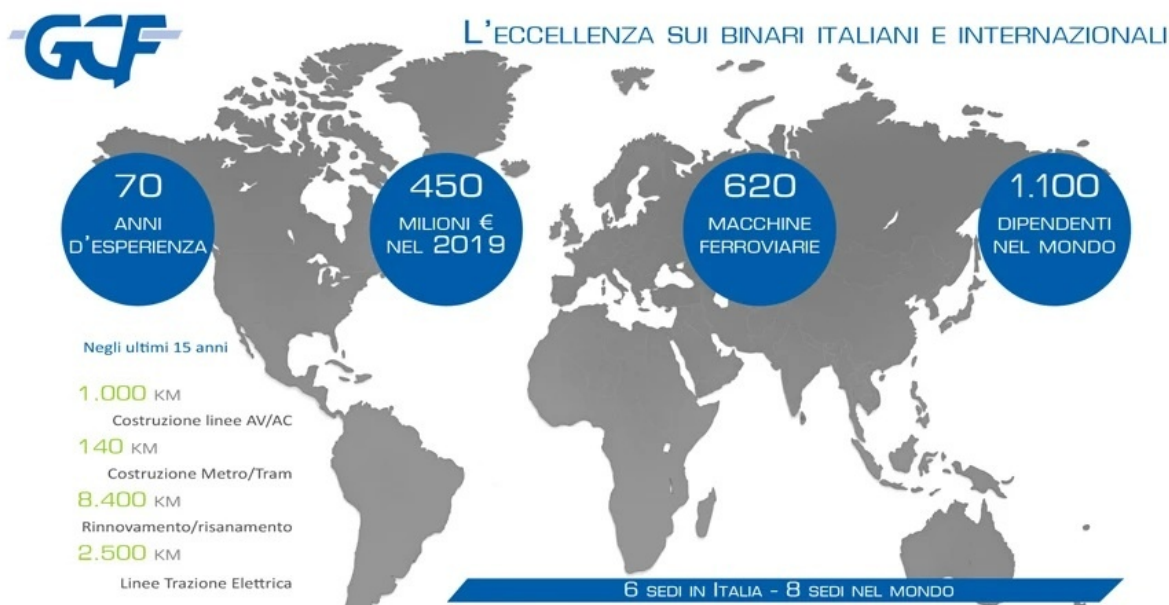 GCF
L'ECCELLENZA SUI BINARI ITALIANI E INTERNAZIONALI
70
ANNI
D'ESPERIENZA
450
MILIONI €
NEL 2019
620
MACCHINE
FERROVIARIE
1.100
DIPENDENTI
NEL MONDO
Negli ultimi 15 anni
1.000 KM
Costruzione linee AV/AC
140 KM
Costruzione Metro/Tram
8.400 KM
Rinnovamento/risanamento
2.500 KM
Linee Trazione Elettrica
6 SEDI IN ITALIA - 8 SEDI NEL MONDO